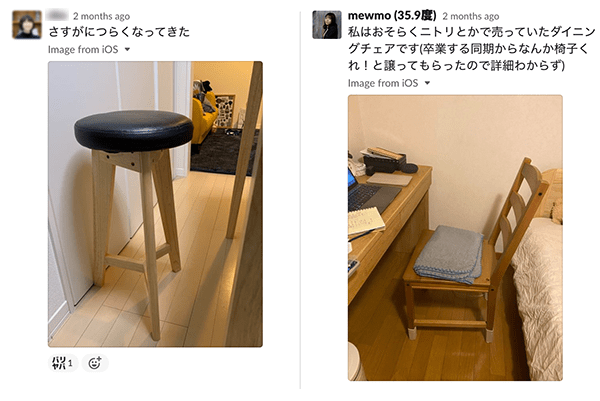 2 months ago
さすがにつらくなってきた
Image from iOS
バリヤバ 1
mewmo (35.9度) 2 months ago
私はおそらくニトリとかで売っていたダイニン
グチェアです(卒業する同期からなんか椅子く
れ！と譲ってもらったので詳細わからず)
Image from iOS